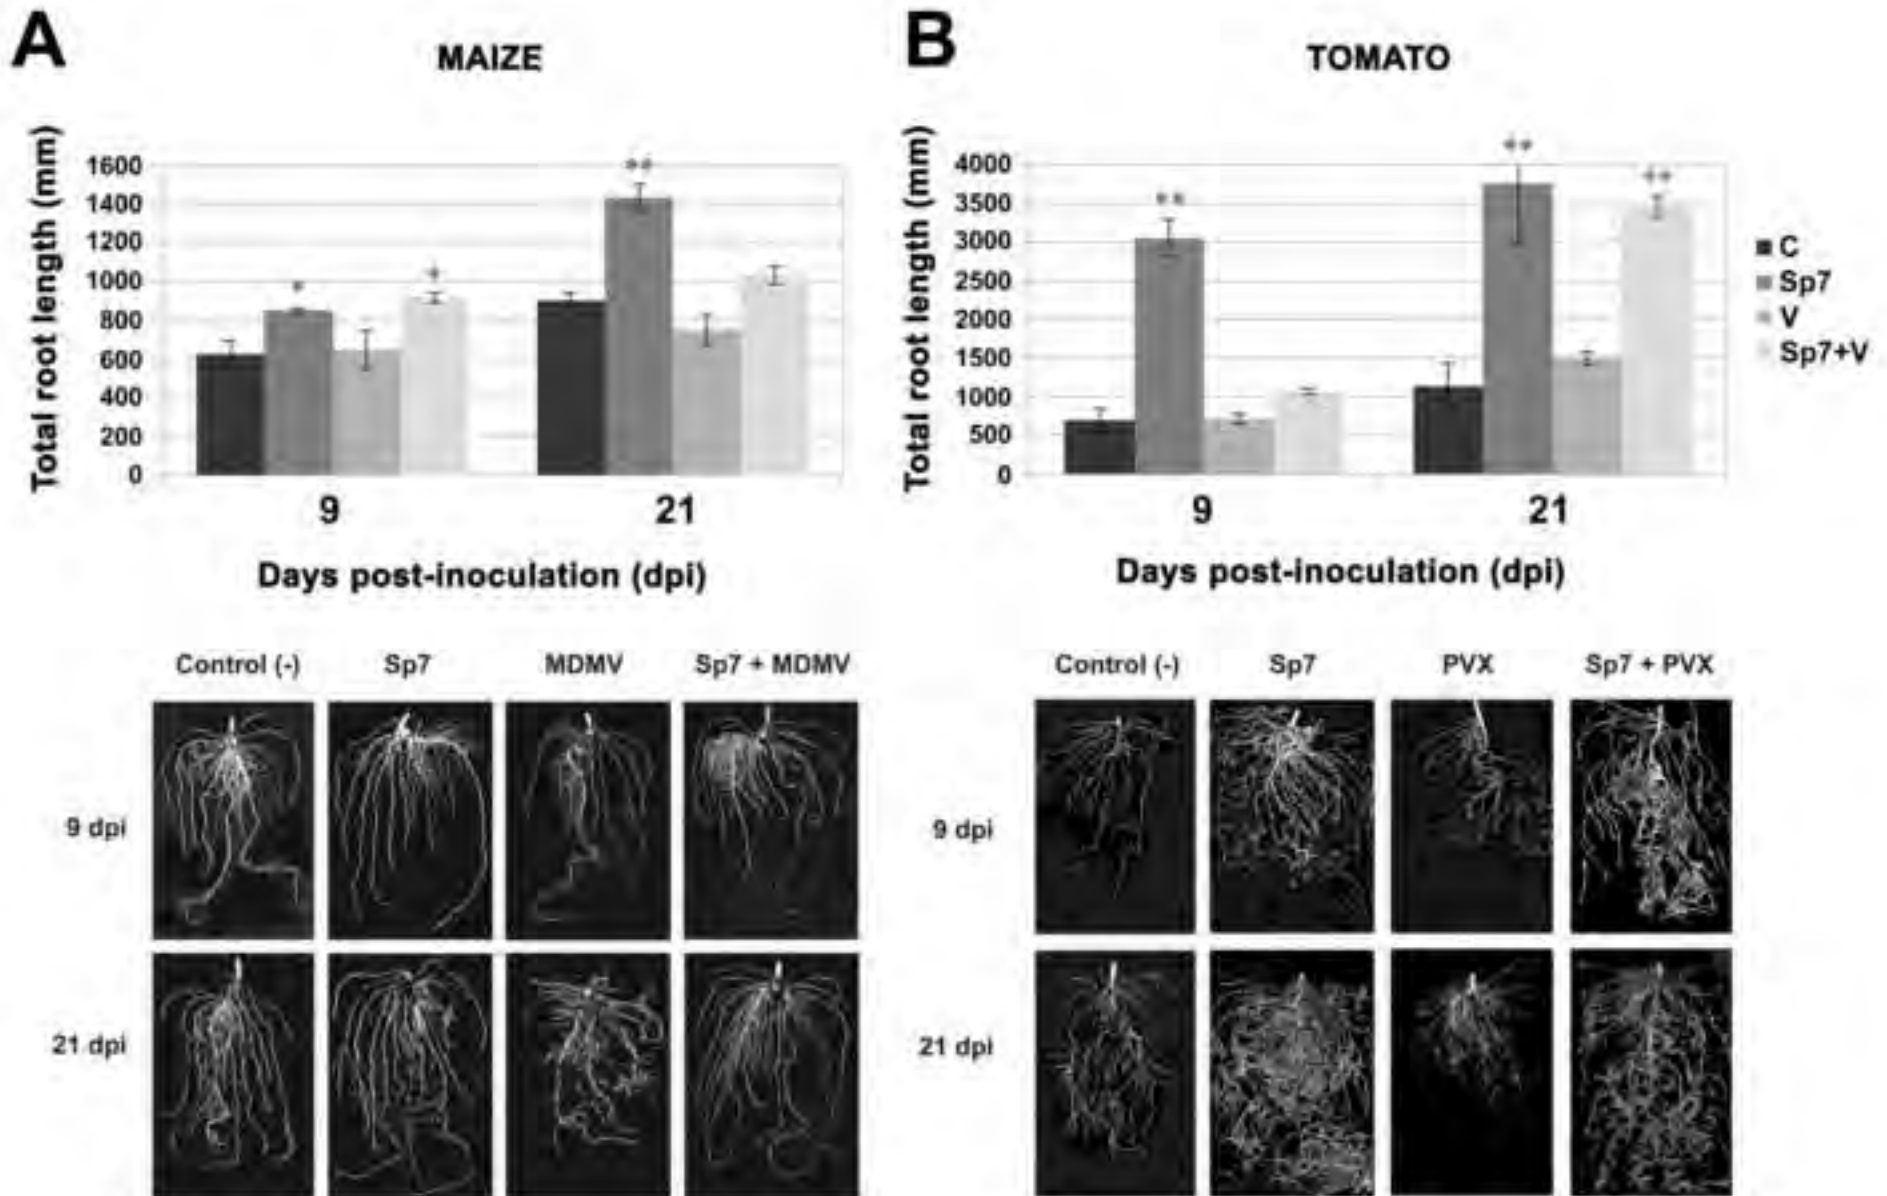 A
MAIZE
Total root length (mm)
1600
1400
1200
1000
800
600
400
200
0
*
*
**
9
21
Days post-inoculation (dpi)
Control (-)
Sp7
MDMV
Sp7 + MDMV
9 dpi
21 dpi
B
TOMATO
Total root length (mm)
4000
3500
3000
2500
2000
1500
1000
500
0
**
**
**
9
21
C
Sp7
V
Sp7+V
Days post-inoculation (dpi)
Control (-)
Sp7
PVX
Sp7 + PVX
9 dpi
21 dpi